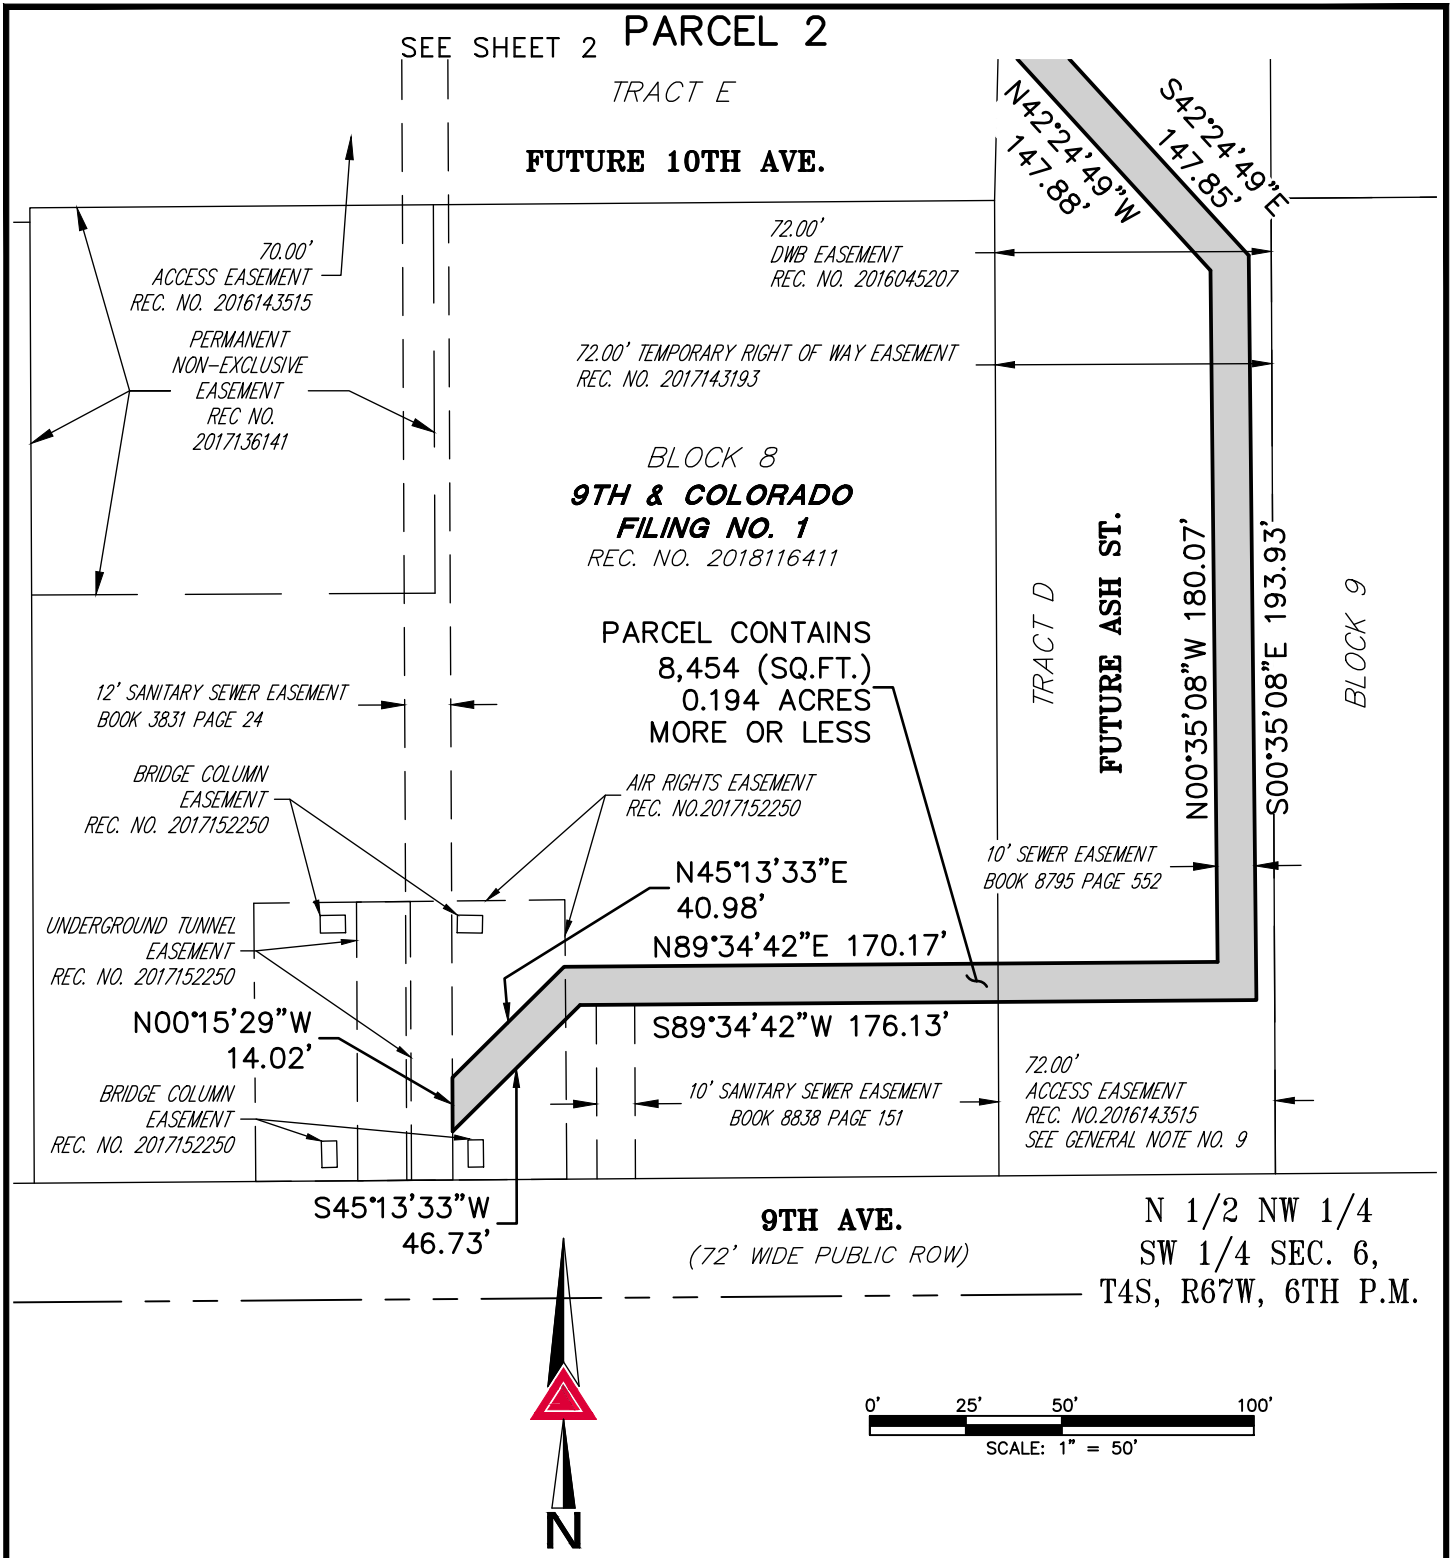 PARCEL 2
SEE SHEET 2
TRACT E
FUTURE 10TH AVE.
N42°24'49"W
147.88'
S42°24'49"E
147.85'
70.00'
ACCESS EASEMENT
REC. NO. 2016143515
72.00'
DWB EASEMENT
REC. NO. 2016045207
PERMANENT
NON-EXCLUSIVE
EASEMENT
REC NO.
2017136141
72.00' TEMPORARY RIGHT OF WAY EASEMENT
REC. NO. 2017143193
BLOCK 8
9TH & COLORADO
FILING NO. 1
REC. NO. 2018116411
TRACT D
FUTURE ASH ST.
N00°35'08"W 180.07'
S00°35'08"E 193.93'
BLOCK 9
PARCEL CONTAINS
8,454 (SQ.FT.)
0.194 ACRES
MORE OR LESS
12' SANITARY SEWER EASEMENT
BOOK 3831 PAGE 24
BRIDGE COLUMN
EASEMENT
REC. NO. 2017152250
AIR RIGHTS EASEMENT
REC. NO.2017152250
10' SEWER EASEMENT
BOOK 8795 PAGE 552
N45°13'33"E
40.98'
UNDERGROUND TUNNEL
EASEMENT
REC. NO. 2017152250
N89°34'42"E 170.17'
N00°15'29"W
14.02'
S89°34'42"W 176.13'
BRIDGE COLUMN
EASEMENT
REC. NO. 2017152250
10' SANITARY SEWER EASEMENT
BOOK 8838 PAGE 151
72.00'
ACCESS EASEMENT
REC. NO.2016143515
SEE GENERAL NOTE NO. 9
S45°13'33"W
46.73'
9TH AVE.
(72' WIDE PUBLIC ROW)
N 1/2 NW 1/4
SW 1/4 SEC. 6,
T4S, R67W, 6TH P.M.
0' 25' 50' 100'
SCALE: 1" = 50'
N